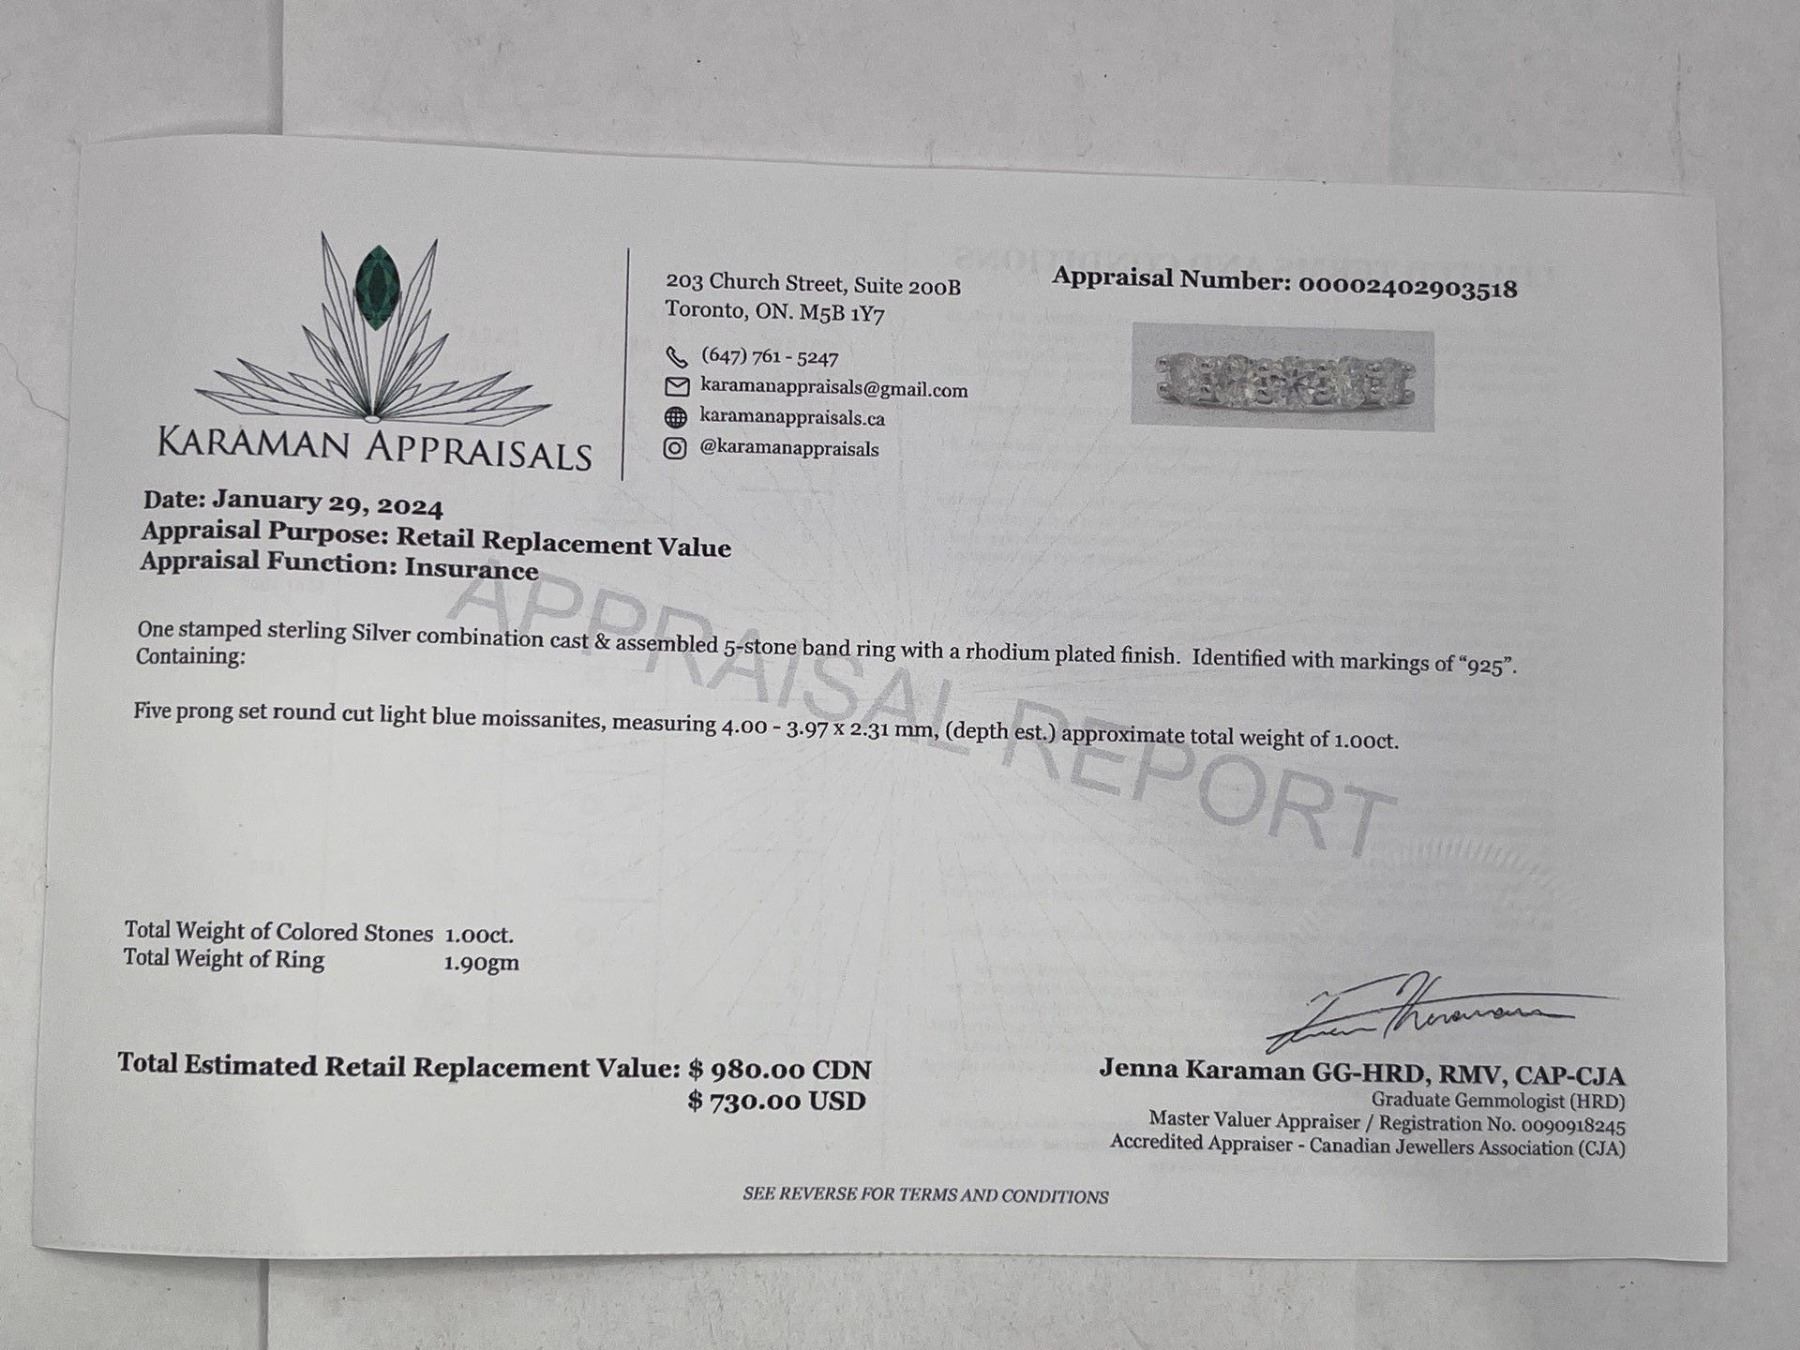 203 Church Street, Suite 200B
Toronto, ON. M5B 1Y7
(647) 761 - 5247
karamanappraisals@gmail.com
karamanappraisals.ca
@karamanappraisals
Appraisal Number: 00002402903518
KARAMAN APPRAISALS
Date: January 29, 2024
Appraisal Purpose: Retail Replacement Value
Appraisal Function: Insurance
APPRAISAL REPORT
One stamped sterling Silver combination cast & assembled 5-stone band ring with a rhodium plated finish. Identified with markings of “925”.
Containing:
Five prong set round cut light blue moissanites, measuring 4.00 - 3.97 x 2.31 mm, (depth est.) approximate total weight of 1.00ct.
Total Weight of Colored Stones 1.00ct.
Total Weight of Ring 1.90gm
Total Estimated Retail Replacement Value: $ 980.00 CDN
$ 730.00 USD
Jenna Karaman GG-HRD, RMV, CAP-CJA
Graduate Gemmologist (HRD)
Master Valuer Appraiser / Registration No. 0090918245
Accredited Appraiser - Canadian Jewellers Association (CJA)
SEE REVERSE FOR TERMS AND CONDITIONS